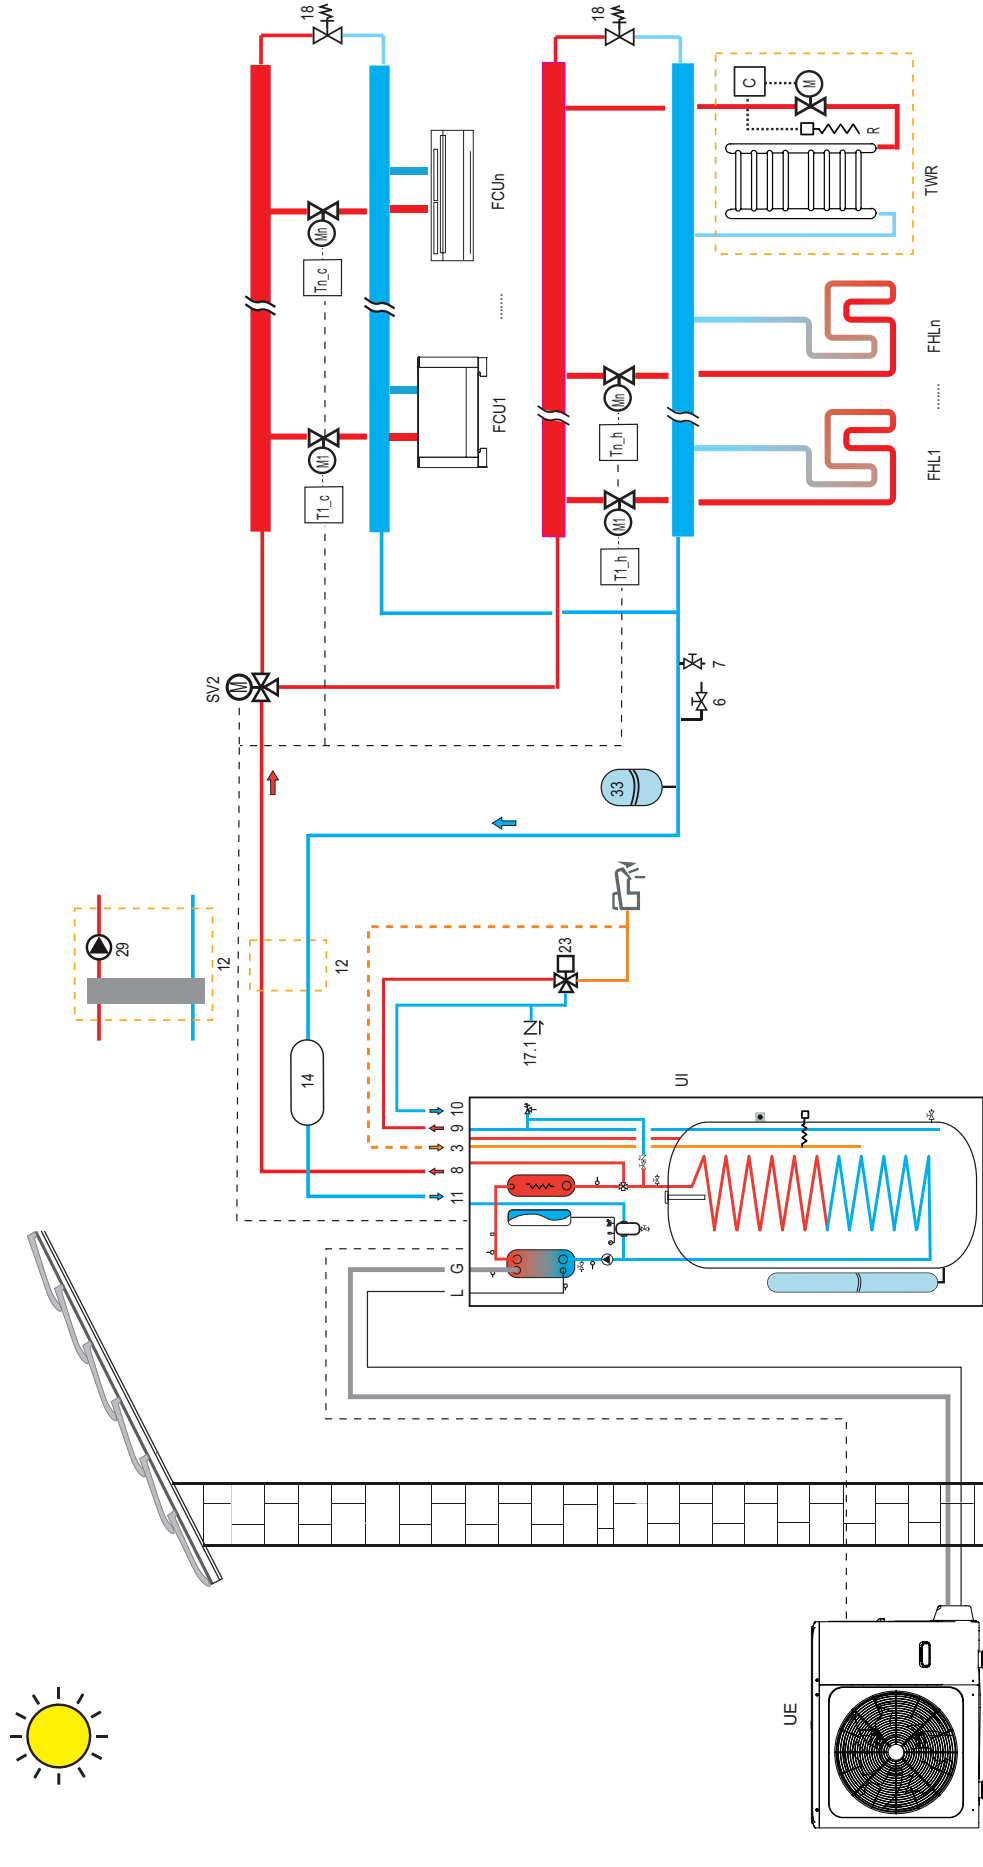 18
18
C
M
R
TWR
Mn
Tn_c
FCUn
........
M1
T1_c
FCU1
Mn
Tn_h
M1
T1_h
FHLn
........
FHL1
SV2
M
7
6
33
29
12
12
14
23
17.1
10
9
3
8
11
G
L
UI
UE